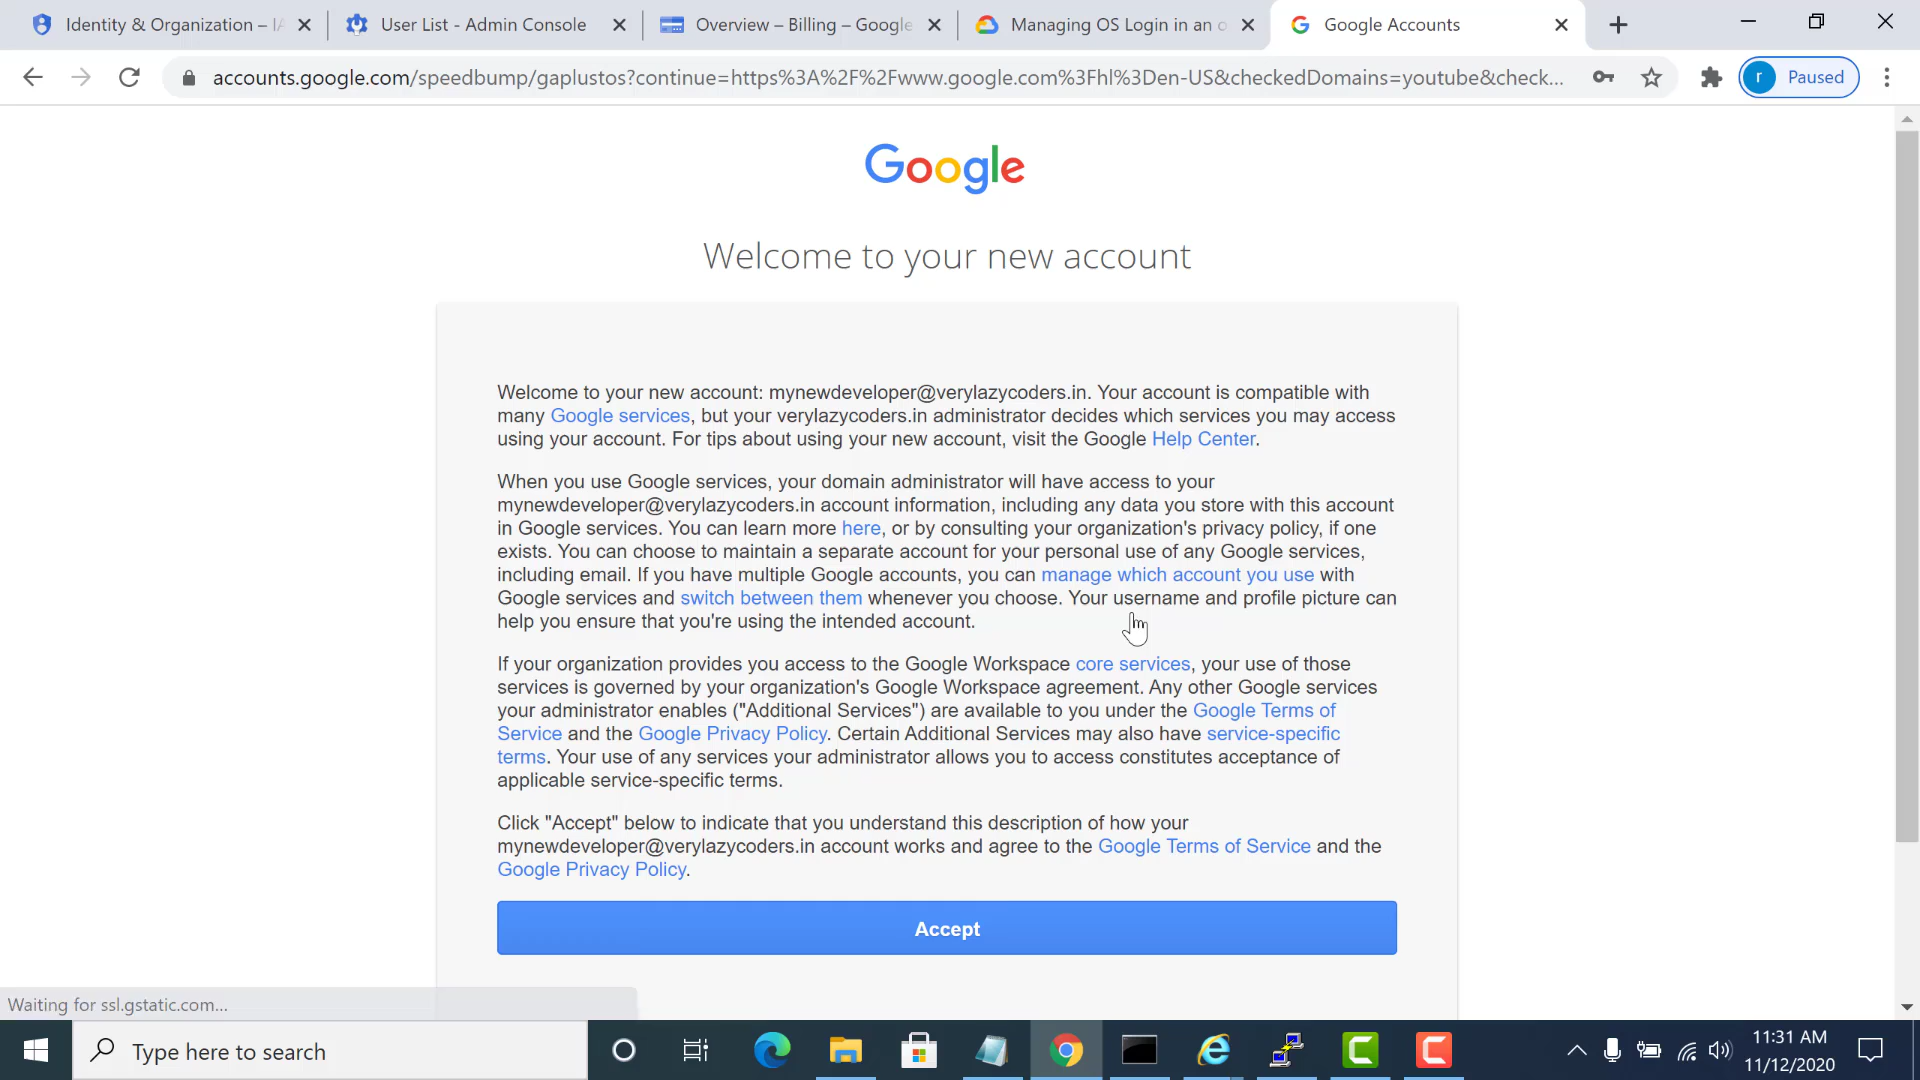 Identity & Organization – IA
User List - Admin Console
Overview – Billing – Google
Managing OS Login in an o
Google Accounts
accounts.google.com/speedbump/gaplustos?continue=https%3A%2F%2Fwww.google.com%3Fhl%3Den-US&checkedDomains=youtube&check...
r
Paused
Google
Welcome to your new account
Welcome to your new account: mynewdeveloper@verylazycoders.in. Your account is compatible with
many Google services, but your verylazycoders.in administrator decides which services you may access
using your account. For tips about using your new account, visit the Google Help Center.
When you use Google services, your domain administrator will have access to your
mynewdeveloper@verylazycoders.in account information, including any data you store with this account
in Google services. You can learn more here, or by consulting your organization's privacy policy, if one
exists. You can choose to maintain a separate account for your personal use of any Google services,
including email. If you have multiple Google accounts, you can manage which account you use with
Google services and switch between them whenever you choose. Your username and profile picture can
help you ensure that you're using the intended account.
If your organization provides you access to the Google Workspace core services, your use of those
services is governed by your organization's Google Workspace agreement. Any other Google services
your administrator enables ("Additional Services") are available to you under the Google Terms of
Service and the Google Privacy Policy. Certain Additional Services may also have service-specific
terms. Your use of any services your administrator allows you to access constitutes acceptance of
applicable service-specific terms.
Click "Accept" below to indicate that you understand this description of how your
mynewdeveloper@verylazycoders.in account works and agree to the Google Terms of Service and the
Google Privacy Policy.
Accept
Waiting for ssl.gstatic.com...
Type here to search
11:31 AM
11/12/2020